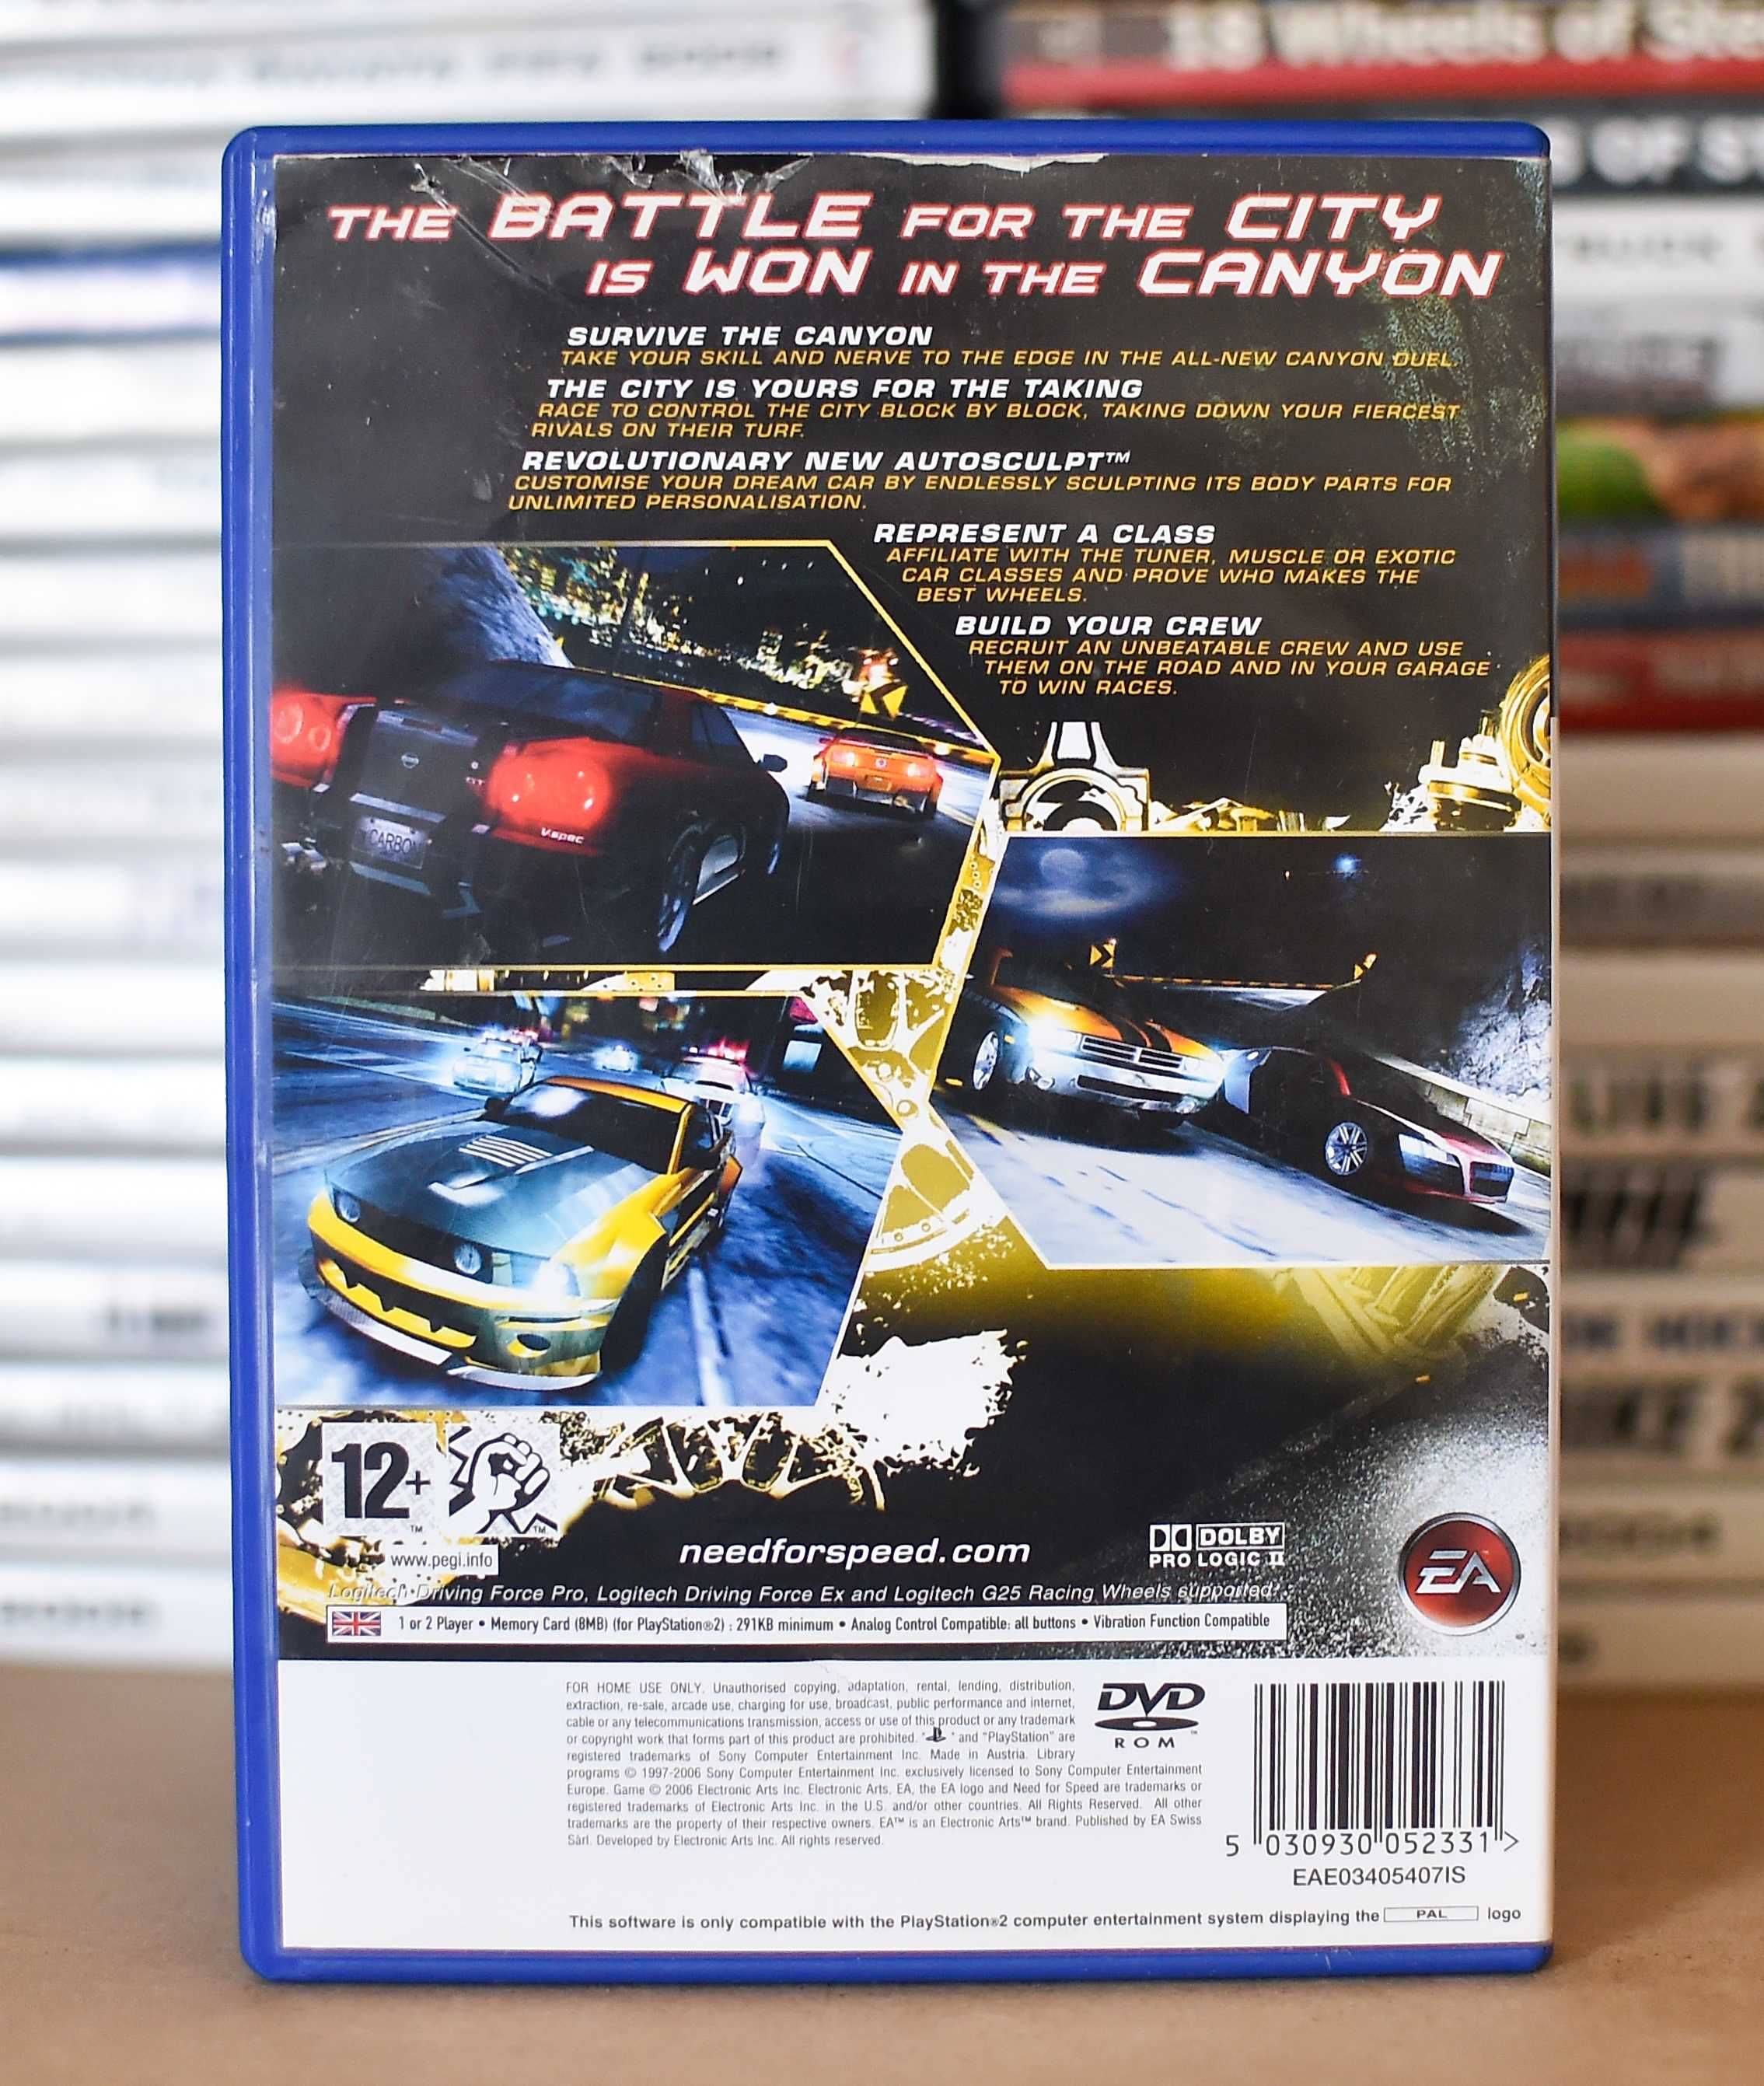 18 Wheels of Ste
S OF S
THE BATTLE FOR THE CITY
IS WON IN THE CANYON
SURVIVE THE CANYON
TAKE YOUR SKILL AND NERVE TO THE EDGE IN THE ALL-NEW CANYON DUEL.
THE CITY IS YOURS FOR THE TAKING
RACE TO CONTROL THE CITY BLOCK BY BLOCK, TAKING DOWN YOUR FIERCEST
RIVALS ON THEIR TURF.
REVOLUTIONARY NEW AUTOSCULPT™
CUSTOMISE YOUR DREAM CAR BY ENDLESSLY SCULPTING ITS BODY PARTS FOR
UNLIMITED PERSONALISATION.
REPRESENT A CLASS
AFFILIATE WITH THE TUNER, MUSCLE OR EXOTIC
CAR CLASSES AND PROVE WHO MAKES THE
BEST WHEELS.
BUILD YOUR CREW
RECRUIT AN UNBEATABLE CREW AND USE
THEM ON THE ROAD AND IN YOUR GARAGE
TO WIN RACES.
V·spec
CARBON
12+™
™
www.pegi.info
needforspeed.com
DOLBY
PRO LOGIC II
EA
Logitech Driving Force Pro, Logitech Driving Force Ex and Logitech G25 Racing Wheels supported.
1 or 2 Player • Memory Card (8MB) (for PlayStation®2) : 291KB minimum • Analog Control Compatible: all buttons • Vibration Function Compatible
FOR HOME USE ONLY. Unauthorised copying, adaptation, rental, lending, distribution,
extraction, re-sale, arcade use, charging for use, broadcast, public performance and internet,
cable or any telecommunications transmission, access or use of this product or any trademark
or copyright work that forms part of this product are prohibited. " " and "PlayStation" are
registered trademarks of Sony Computer Entertainment Inc. Made in Austria. Library
programs © 1997-2006 Sony Computer Entertainment Inc. exclusively licensed to Sony Computer Entertainment
Europe. Game © 2006 Electronic Arts Inc. Electronic Arts, EA, the EA logo and Need for Speed are trademarks or
registered trademarks of Electronic Arts Inc. in the U.S. and/or other countries. All Rights Reserved. All other
trademarks are the property of their respective owners. EA™ is an Electronic Arts™ brand. Published by EA Swiss
Sàrl. Developed by Electronic Arts Inc. All rights reserved.
DVD
ROM
5 030930 052331 >
EAE03405407IS
This software is only compatible with the PlayStation®2 computer entertainment system displaying the PAL logo